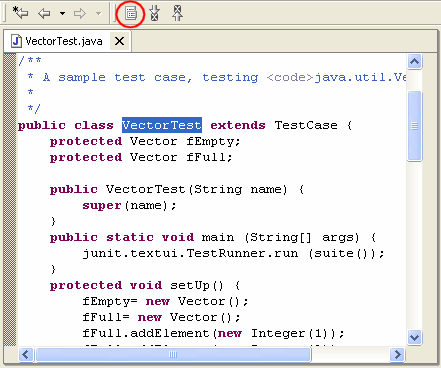 VectorTest.java
/**
* A sample test case, testing <code>java.util.Ve
*
*/
public class VectorTest extends TestCase {
protected Vector fEmpty;
protected Vector fFull;
public VectorTest(String name) {
super(name);
}
public static void main (String[] args) {
junit.textui.TestRunner.run (suite());
}
protected void setUp() {
fEmpty= new Vector();
fFull= new Vector();
fFull.addElement(new Integer(1));